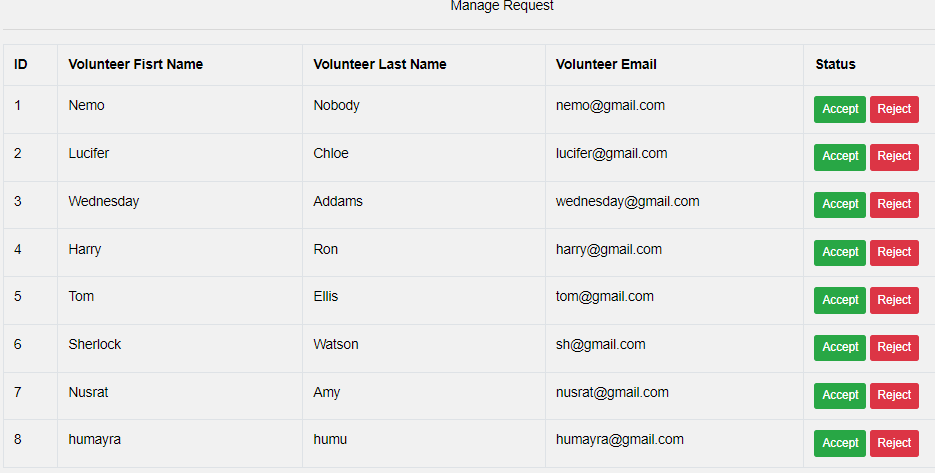 Manage Request
ID Volunteer Fisrt Name Volunteer Last Name Volunteer Email Status
1 Nemo Nobody nemo@gmail.com Accept Reject
2 Lucifer Chloe lucifer@gmail.com Accept Reject
3 Wednesday Addams wednesday@gmail.com Accept Reject
4 Harry Ron harry@gmail.com Accept Reject
5 Tom Ellis tom@gmail.com Accept Reject
6 Sherlock Watson sh@gmail.com Accept Reject
7 Nusrat Amy nusrat@gmail.com Accept Reject
8 humayra humu humayra@gmail.com Accept Reject